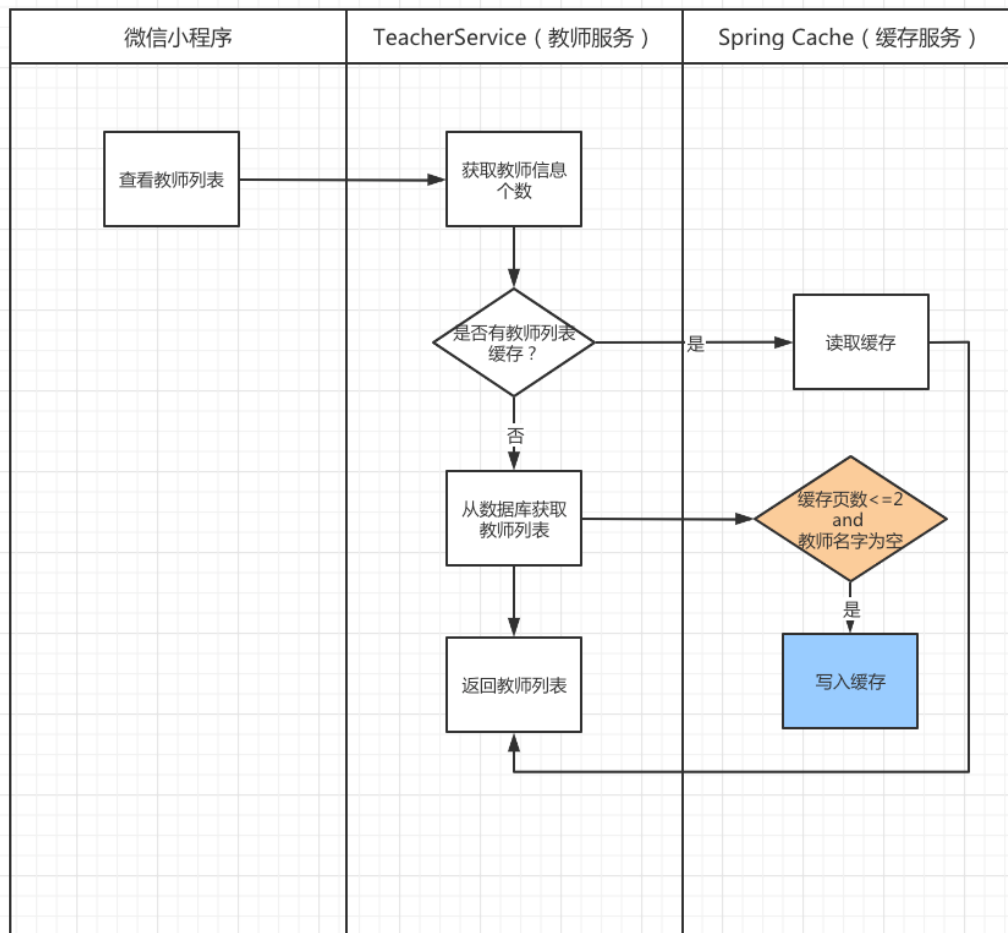 微信小程序
TeacherService（教师服务）
Spring Cache（缓存服务）
查看教师列表
获取教师信息
个数
是否有教师列表
缓存？
是
读取缓存
否
从数据库获取
教师列表
缓存页数<=2
and
教师名字为空
是
返回教师列表
写入缓存